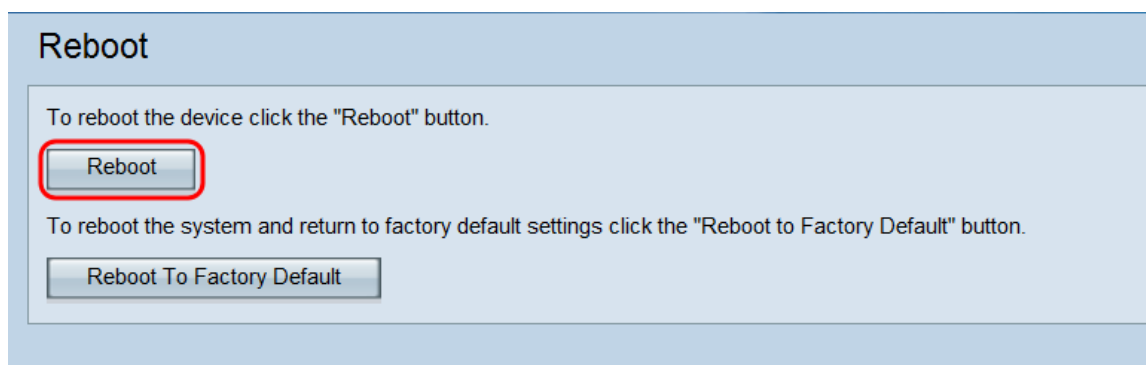 Reboot
To reboot the device click the "Reboot" button.
Reboot
To reboot the system and return to factory default settings click the "Reboot to Factory Default" button.
Reboot To Factory Default